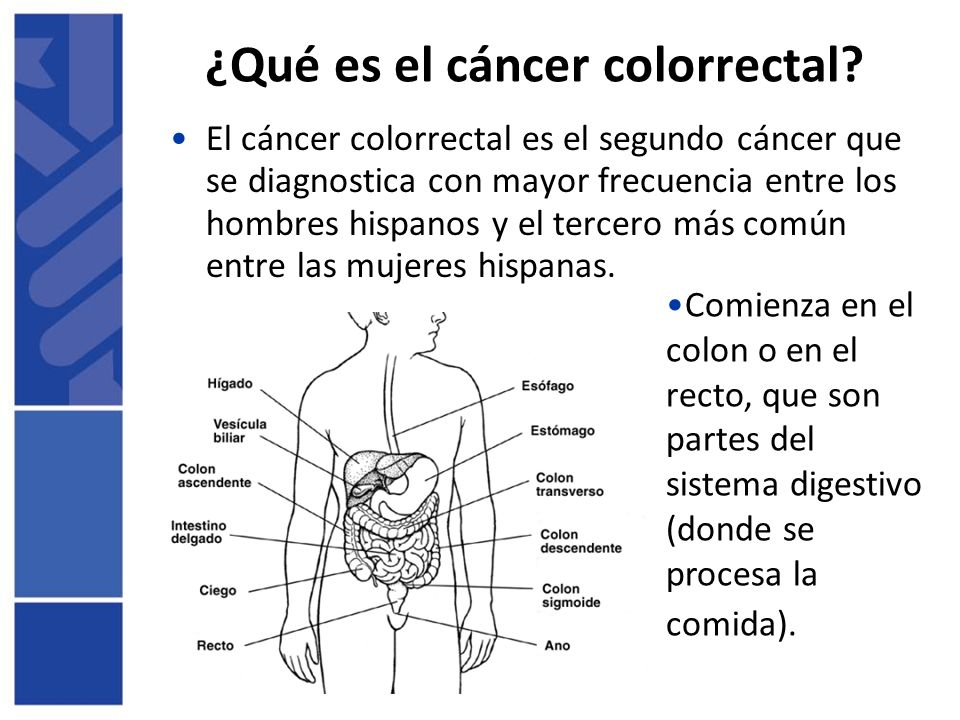 ¿Qué es el cáncer colorrectal?
•El cáncer colorrectal es el segundo cáncer que
se diagnostica con mayor frecuencia entre los
hombres hispanos y el tercero más común
entre las mujeres hispanas.
•Comienza en el
colon o en el
recto, que son
partes del
sistema digestivo
(donde se
procesa la
comida).
Hígado
Vesícula
biliar
Colon
ascendente
Intestino
delgado
Ciego
Recto
Esófago
Estómago
Colon
transverso
Colon
descendente
Colon
sigmoide
Ano